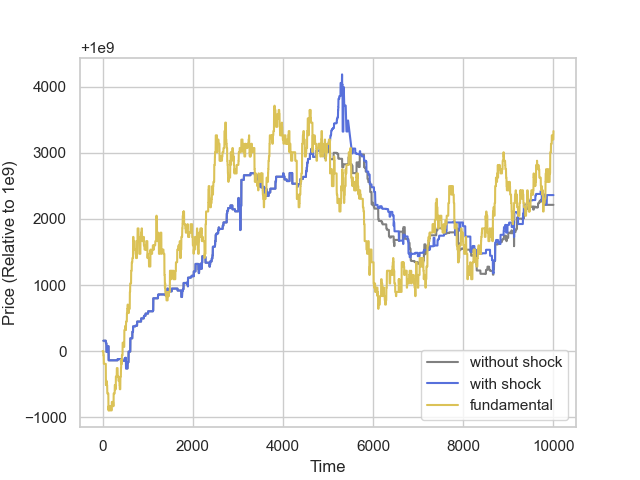 +1e9
4000
3000
2000
1000
0
−1000
Price (Relative to 1e9)
0
2000
4000
6000
8000
10000
Time
without shock
with shock
fundamental